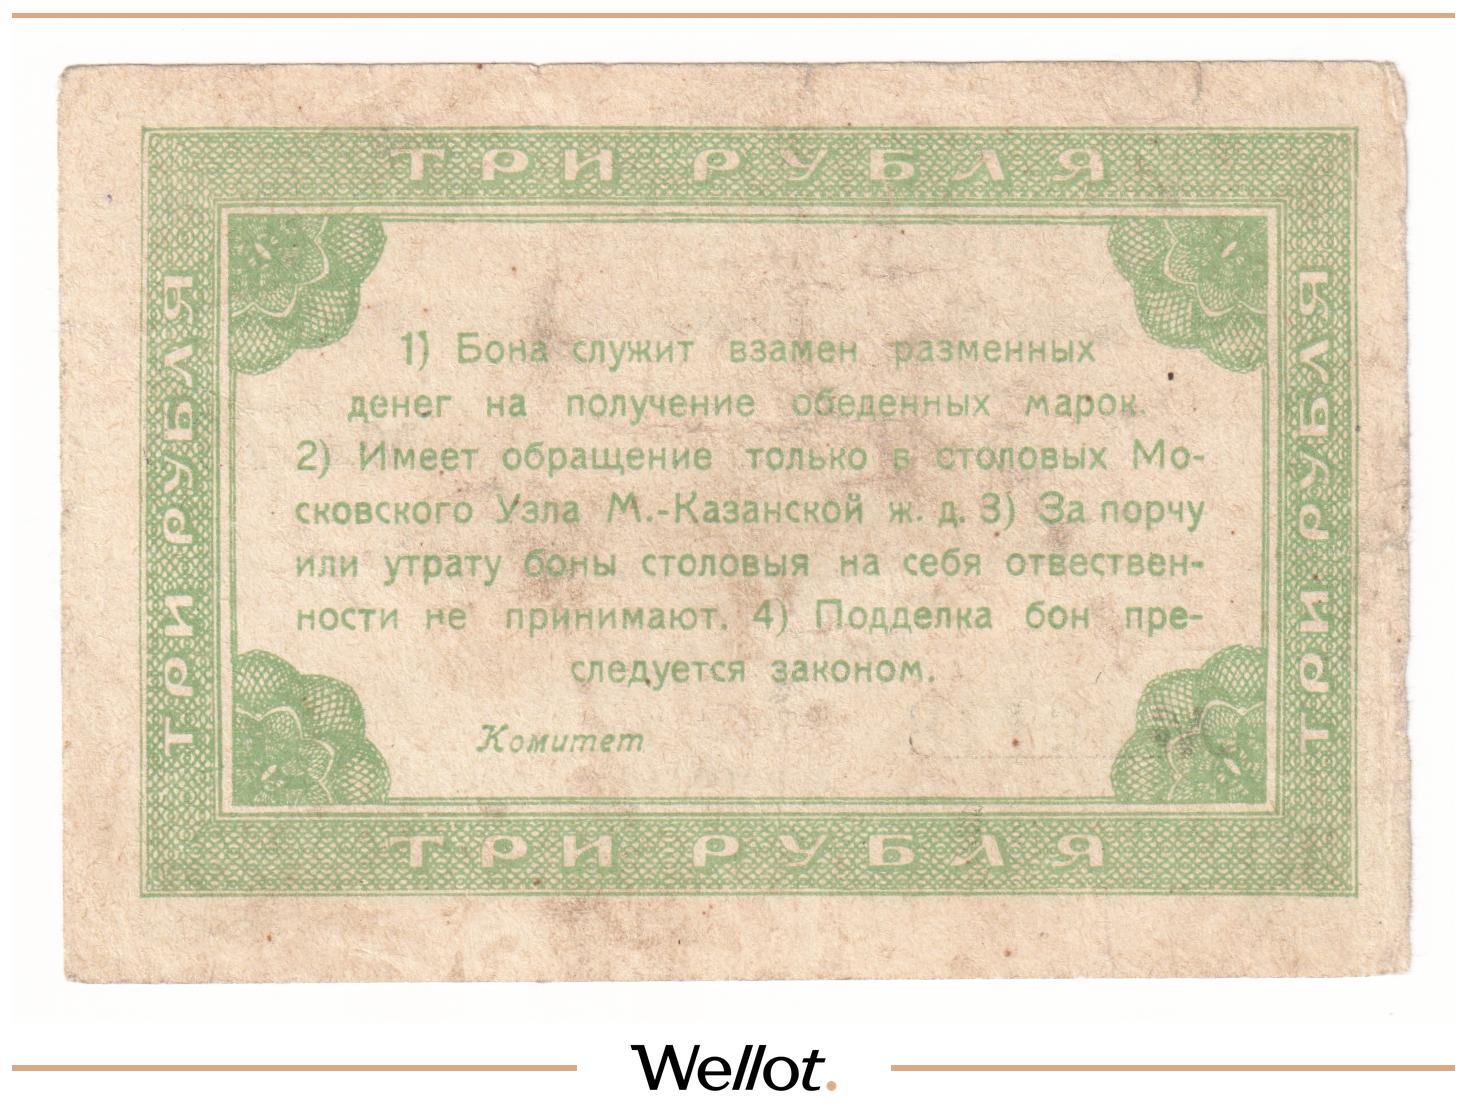 ТРИ РУБЛЯ
ТРИ РУБЛЯ
ТРИ РУБЛЯ
1) Бона служит взамен разменных
денег на получение обеденных марок.
2) Имеет обращение только в столовых Мо-
сковского Узла М.-Казанской ж. д. 3) За порчу
или утрату боны столовыя на себя отвествен-
ности не принимают. 4) Подделка бон пре-
следуется законом.
Комитет
ТРИ РУБЛЯ
Wellot.